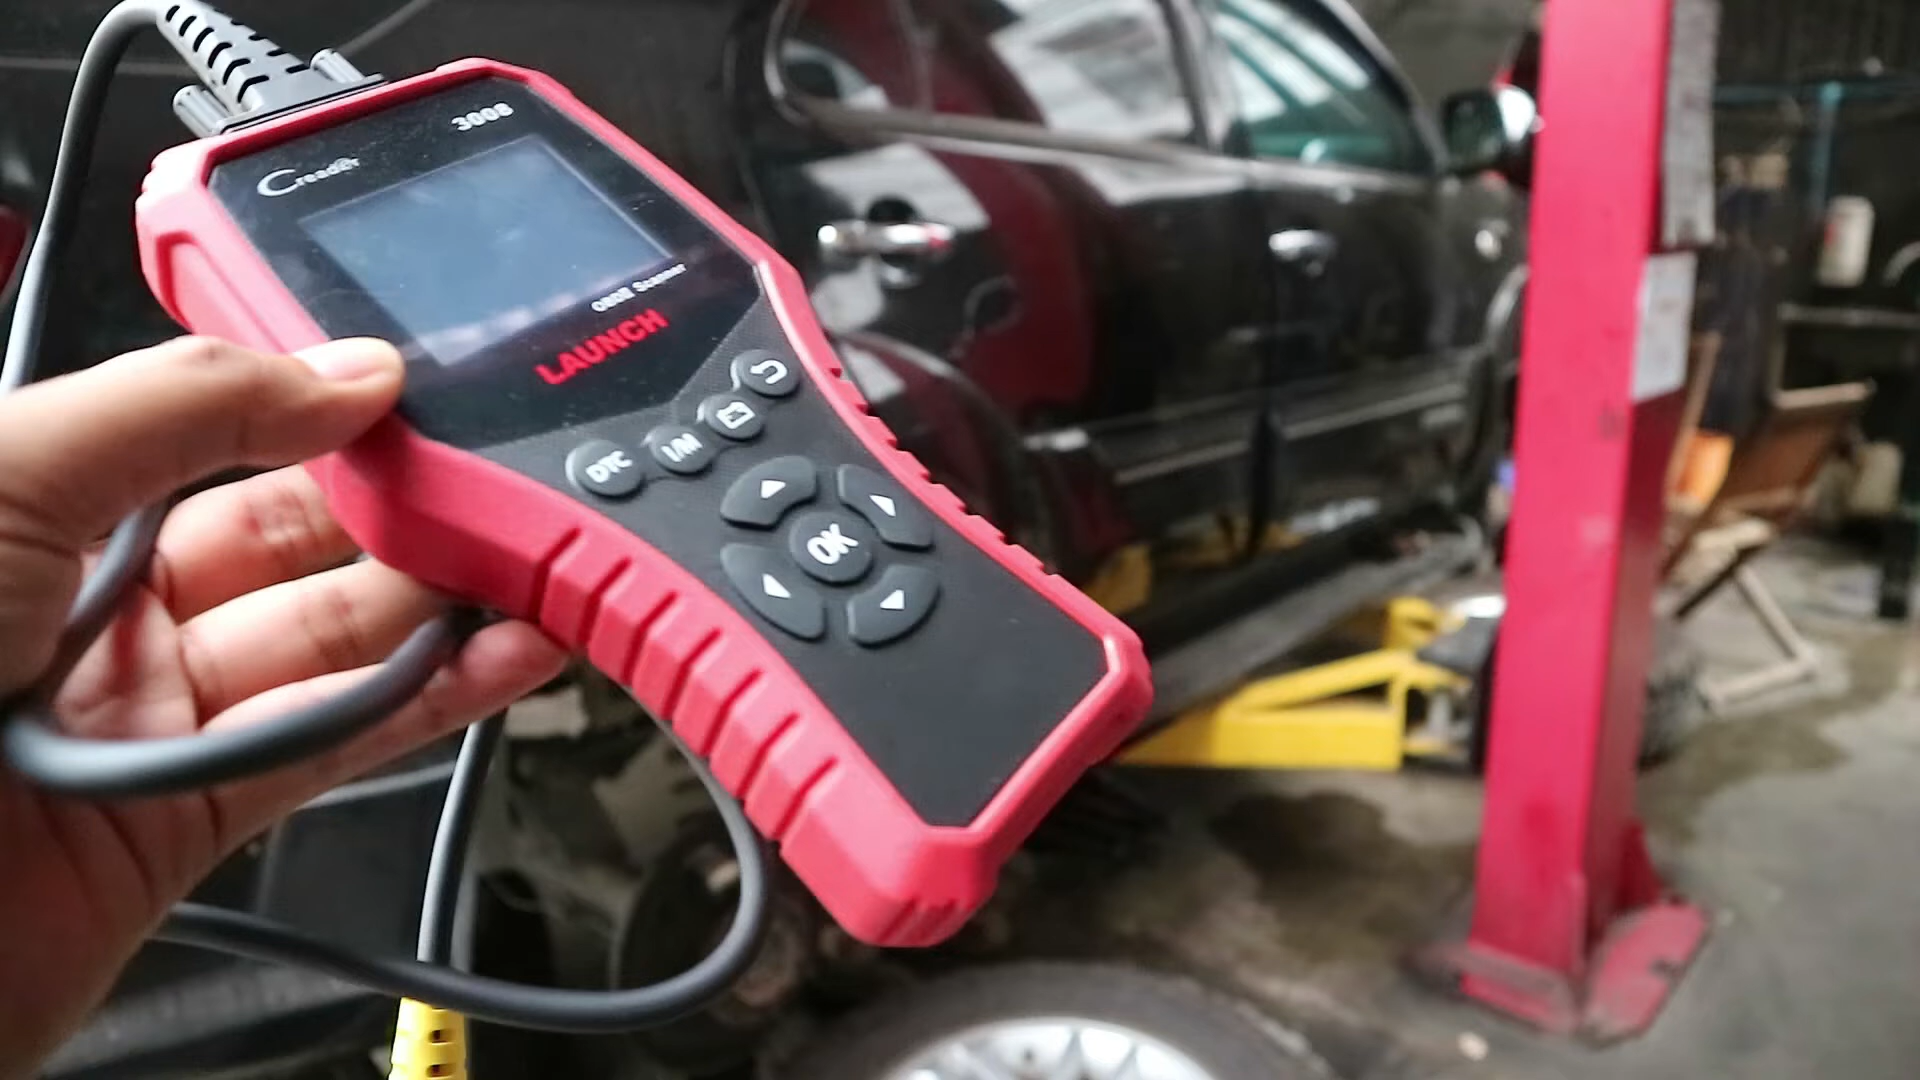 3008
Creader
OBDII Scanner
LAUNCH
DTC
I/M
OK